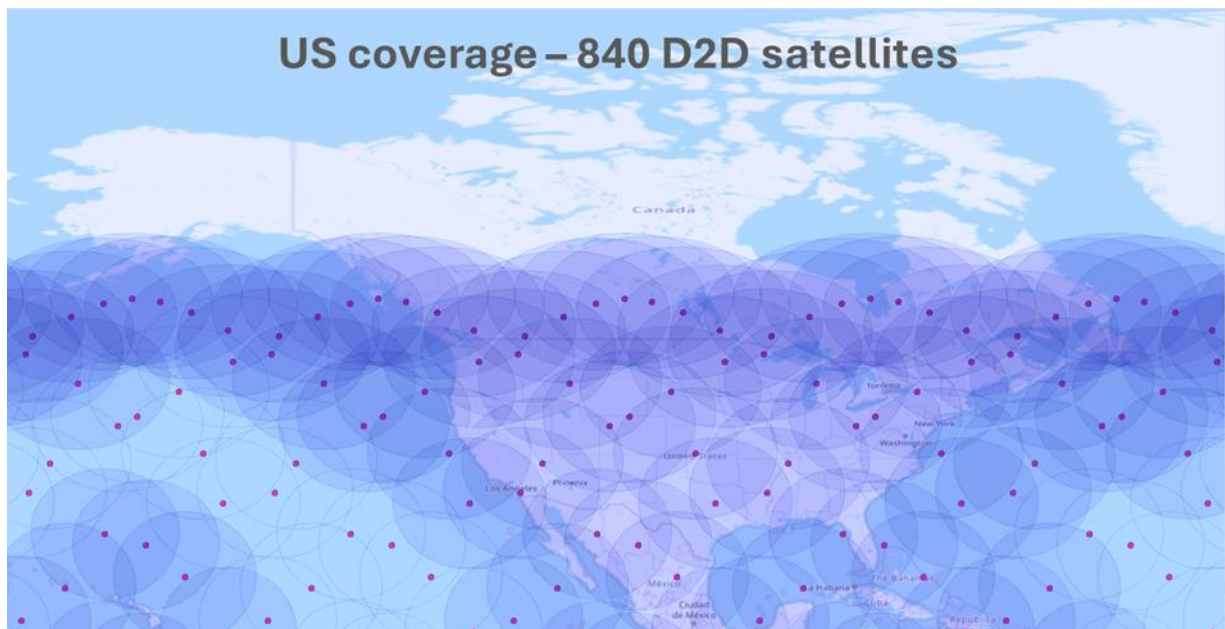 US coverage – 840 D2D satellites
Canadá
Toronto
New York
Washington
United States
Los Angeles
Phoenix
México
Ciudad
de México
La Habana
The Bahamas
Cuba
República